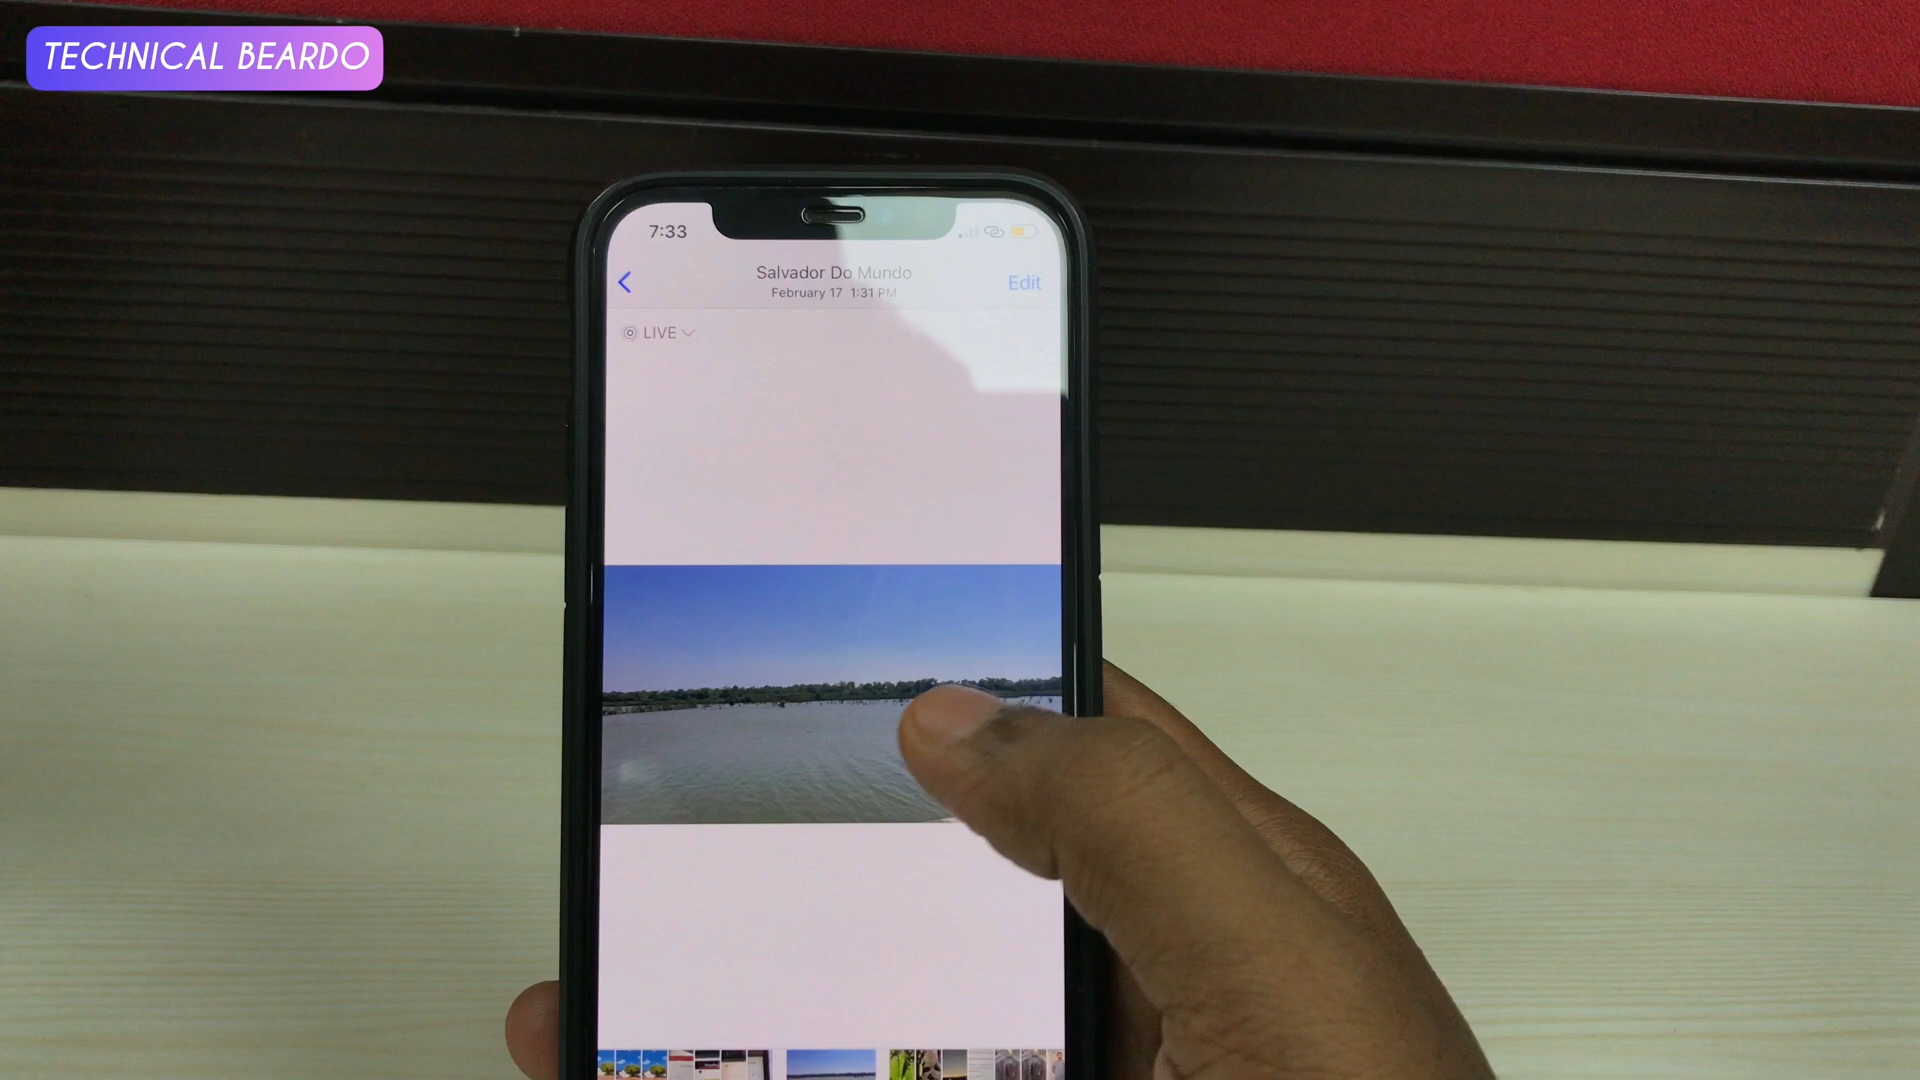 TECHNICAL BEARDO
7:33
Salvador Do Mundo
February 17 1:31 PM
Edit
LIVE